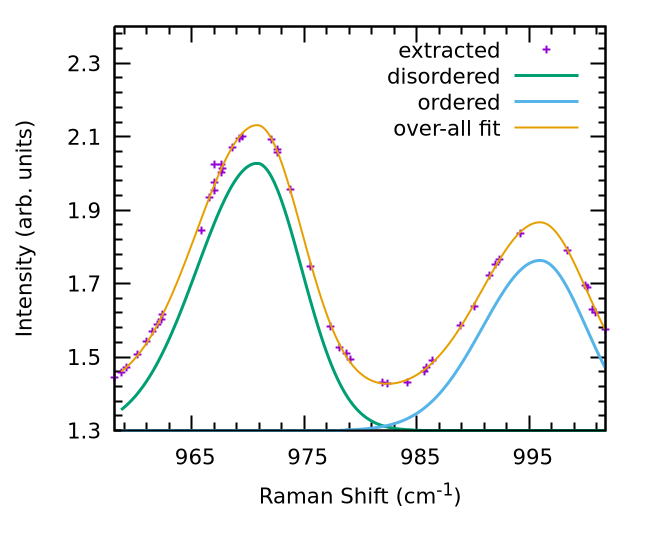 extracted
disordered
ordered
over-all fit
2.3
2.1
1.9
1.7
1.5
1.3
Intensity (arb. units)
965 975 985 995
Raman Shift (cm⁻¹)